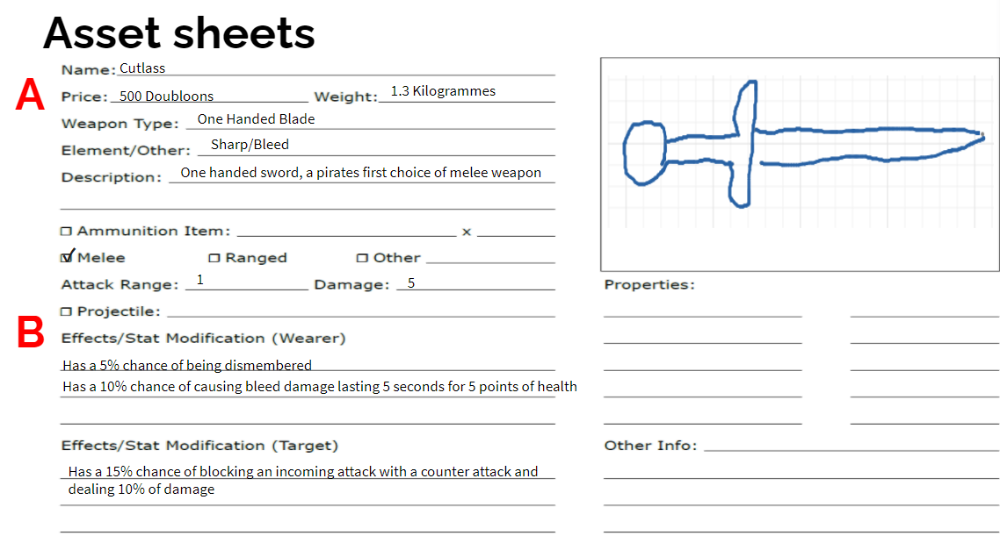 Asset sheets
A
Name: Cutlass
Price: 500 Doubloons Weight: 1.3 Kilogrammes
Weapon Type: One Handed Blade
Element/Other: Sharp/Bleed
Description: One handed sword, a pirates first choice of melee weapon
Ammunition Item: x
Melee Ranged Other
Attack Range: 1 Damage: 5
Projectile:
B
Effects/Stat Modification (Wearer)
Has a 5% chance of being dismembered
Has a 10% chance of causing bleed damage lasting 5 seconds for 5 points of health
Effects/Stat Modification (Target)
Has a 15% chance of blocking an incoming attack with a counter attack and
dealing 10% of damage
Properties:
Other Info: